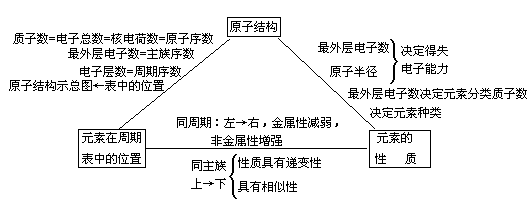 原子结构
质子数=电子总数=核电荷数=原子序数
最外层电子数=主族序数
电子层数=周期序数
原子结构示总图←表中的位置
最外层电子数
原子半径
决定得失
电子能力
最外层电子数决定元素分类质子数
决定元素种类
元素在周期
表中的位置
同周期：左→右，金属性减弱，
非金属性增强
元素的
性 质
同主族
上→下
性质具有递变性
具有相似性